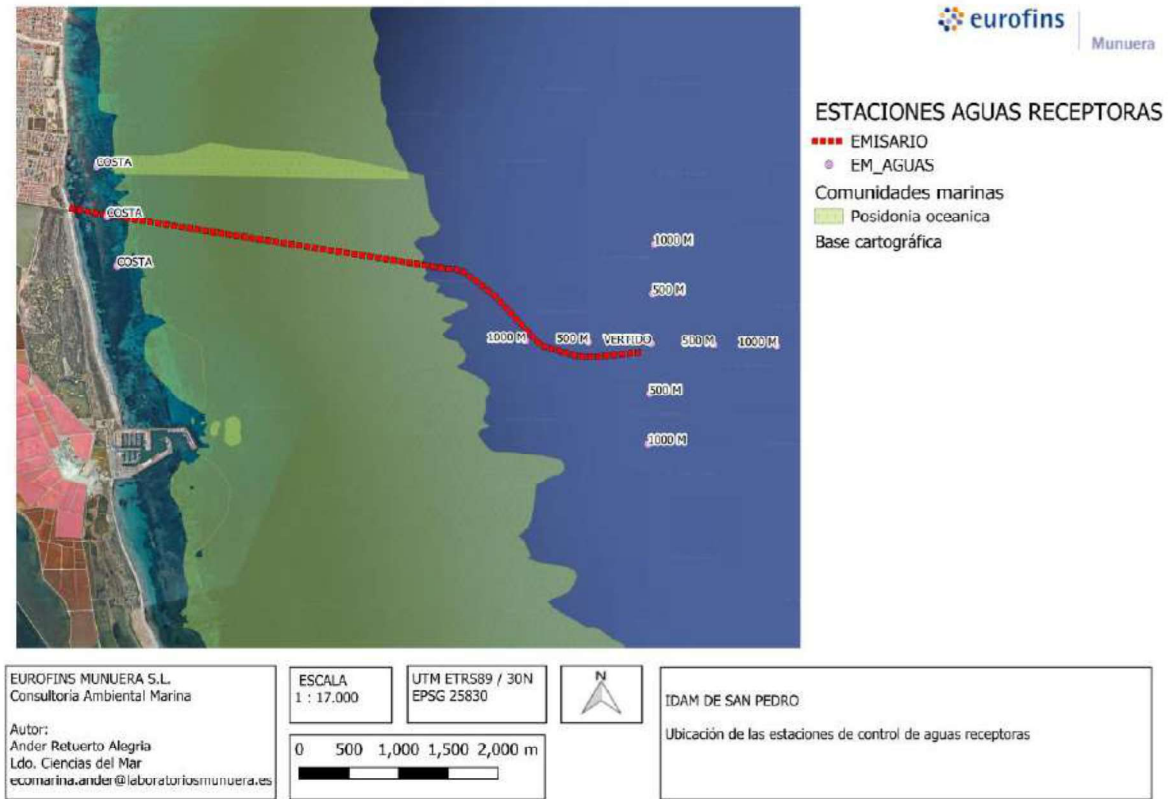 eurofins
Munuera
ESTACIONES AGUAS RECEPTORAS
EMISARIO
EM_AGUAS
Comunidades marinas
Posidonia oceanica
Base cartográfica
COSTA
COSTA
COSTA
1000 M
500 M
1000 M 500 M VERTIDO 500 M 1000 M
500 M
1000 M
EUROFINS MUNUERA S.L.
Consultoría Ambiental Marina
Autor:
Ander Retuerto Alegria
Ldo. Ciencias del Mar
ecomarina.ander@laboratoriosmunuera.es
ESCALA
1 : 17.000
UTM ETRS89 / 30N
EPSG 25830
0 500 1,000 1,500 2,000 m
N
IDAM DE SAN PEDRO
Ubicación de las estaciones de control de aguas receptoras